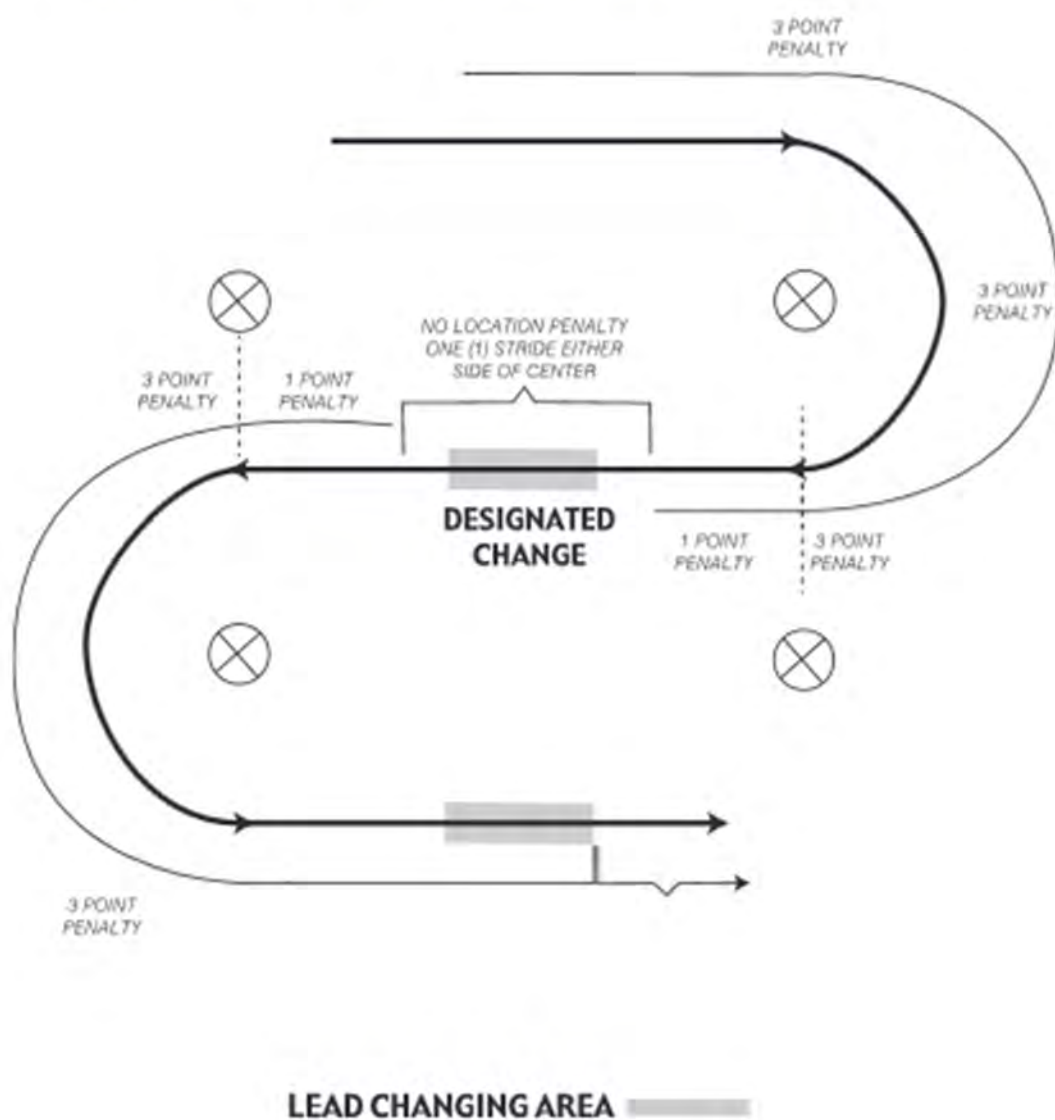 3 POINT
PENALTY
3 POINT
PENALTY
NO LOCATION PENALTY
ONE (1) STRIDE EITHER
SIDE OF CENTER
3 POINT
PENALTY
1 POINT
PENALTY
DESIGNATED
CHANGE
1 POINT
PENALTY
3 POINT
PENALTY
3 POINT
PENALTY
LEAD CHANGING AREA